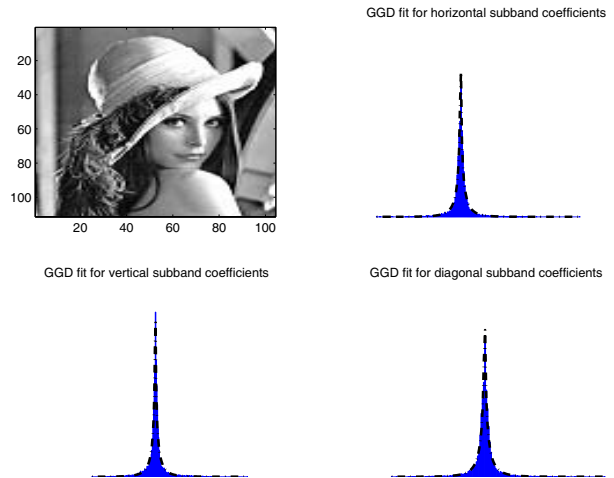 GGD fit for horizontal subband coefficients
20
40
60
80
100
20 40 60 80 100
GGD fit for vertical subband coefficients
GGD fit for diagonal subband coefficients